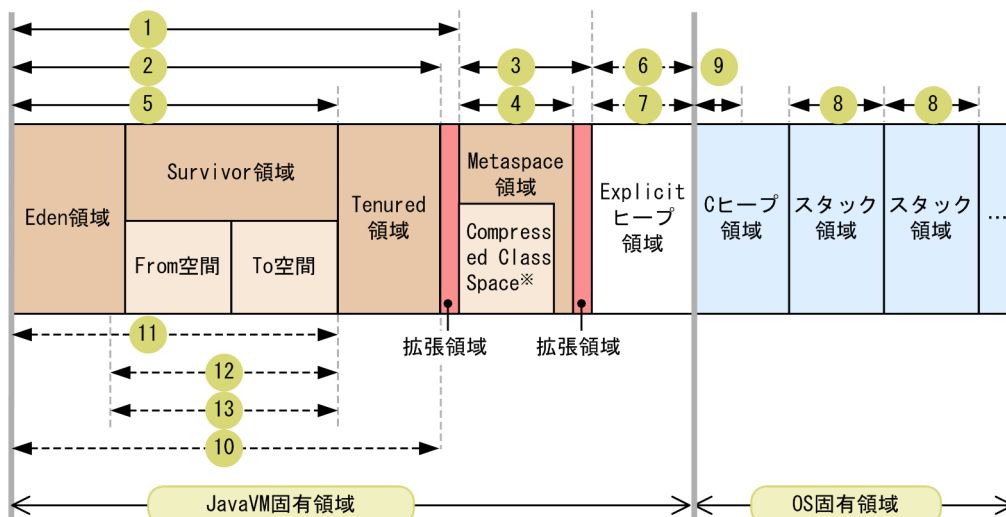 1
2
3
6
9
5
4
7
8
8
Eden領域
Survivor領域
From空間
To空間
Tenured
領域
Metaspace
領域
Compress
ed Class
Space※
Explicit
ヒープ
領域
Cヒープ
領域
スタック
領域
スタック
領域
…
11
拡張領域
拡張領域
12
13
10
JavaVM固有領域
OS固有領域